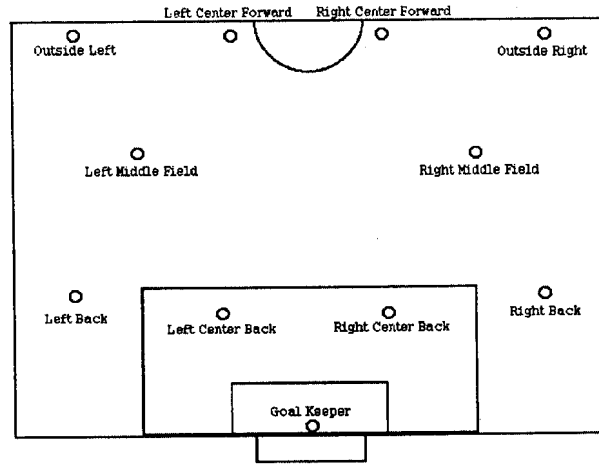 Left Center Forward
Right Center Forward
Outside Left
Outside Right
Left Middle Field
Right Middle Field
Left Back
Left Center Back
Right Center Back
Right Back
Goal Keeper